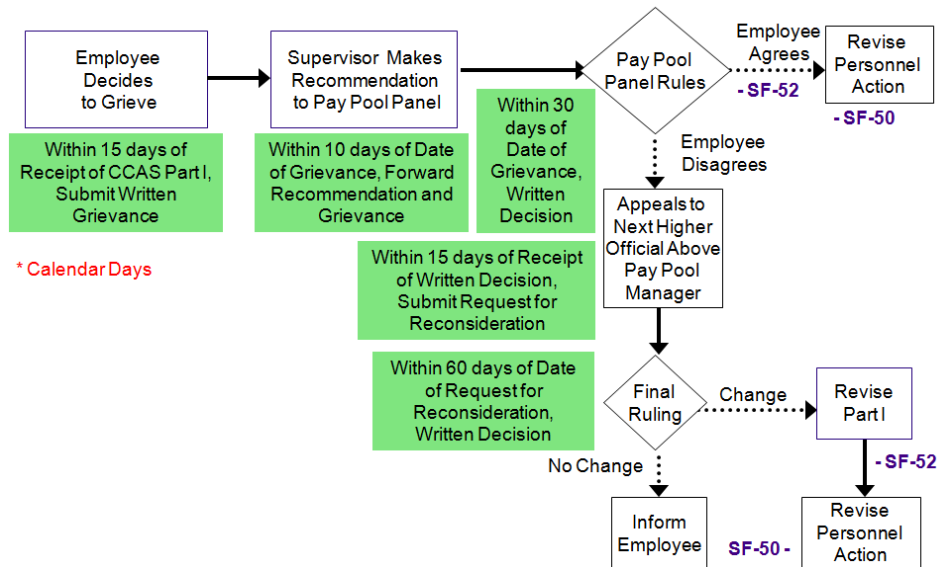 Employee
Decides
to Grieve
Supervisor Makes
Recommendation
to Pay Pool Panel
Pay Pool
Panel Rules
Employee
Agrees
- SF-52
Revise
Personnel
Action
- SF-50
Within 15 days of
Receipt of CCAS Part I,
Submit Written
Grievance
Within 10 days of Date
of Grievance, Forward
Recommendation and
Grievance
Within 30
days of
Date of
Grievance,
Written
Decision
Employee
Disagrees
Appeals to
Next Higher
Official Above
Pay Pool
Manager
* Calendar Days
Within 15 days of Receipt
of Written Decision,
Submit Request for
Reconsideration
Within 60 days of Date
of Request for
Reconsideration,
Written Decision
Final
Ruling
Change
Revise
Part I
- SF-52
No Change
Inform
Employee
SF-50 -
Revise
Personnel
Action